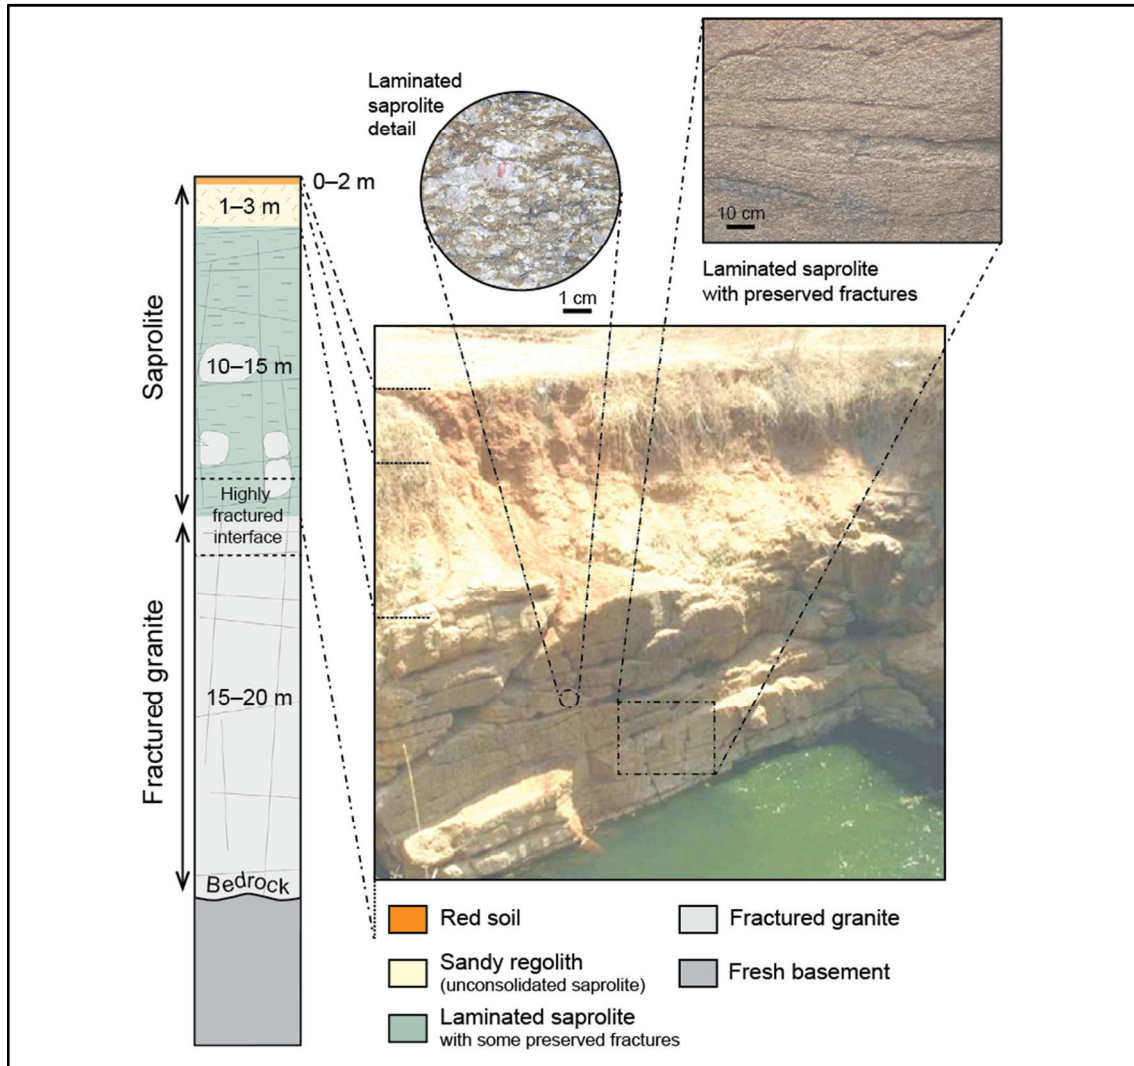 Laminated
saprolite
detail
0–2 m
1–3 m
10 cm
Laminated saprolite
with preserved fractures
1 cm
Saprolite
10–15 m
Highly
fractured
interface
Fractured granite
15–20 m
Bedrock
Red soil
Sandy regolith
(unconsolidated saprolite)
Laminated saprolite
with some preserved fractures
Fractured granite
Fresh basement